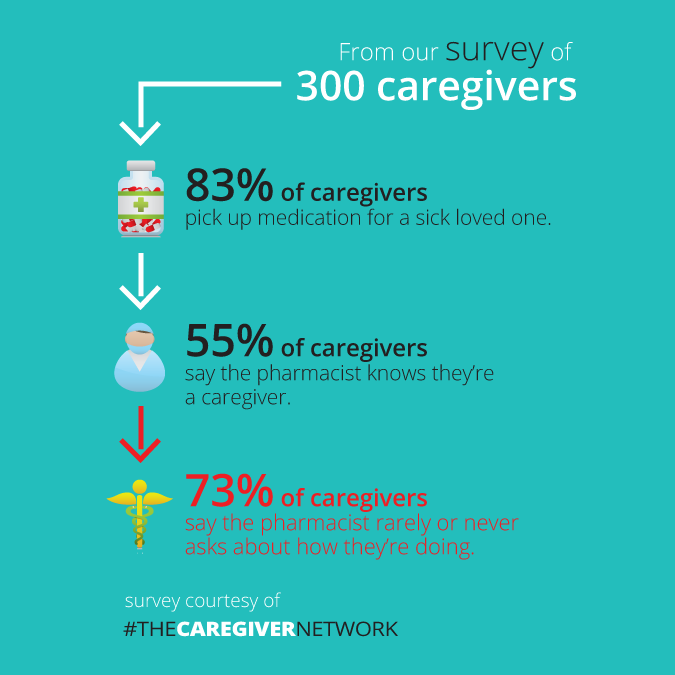 From our survey of
300 caregivers
83% of caregivers
pick up medication for a sick loved one.
55% of caregivers
say the pharmacist knows they're
a caregiver.
73% of caregivers
say the pharmacist rarely or never
asks about how they're doing.
survey courtesy of
#THECAREGIVERNETWORK